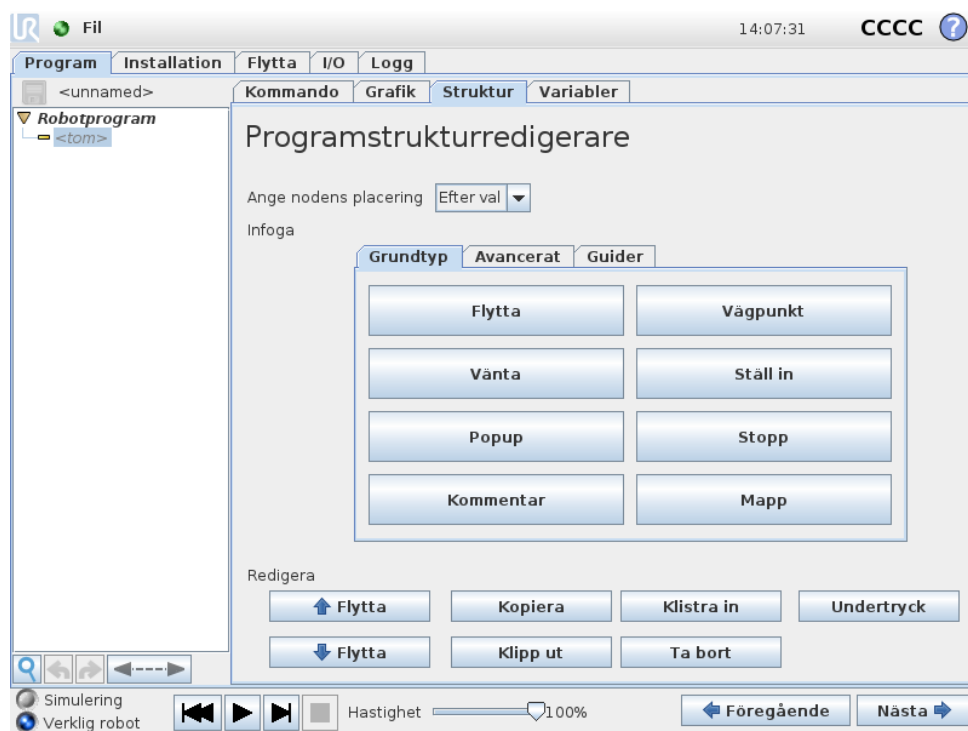 UR Fil 14:07:31 CCCC ?
Program Installation Flytta I/O Logg
<unnamed> Kommando Grafik Struktur Variabler
Robotprogram
<tom>
Programstrukturredigerare
Ange nodens placering Efter val
Infoga
Grundtyp Avancerat Guider
Flytta Vägpunkt
Vänta Ställ in
Popup Stopp
Kommentar Mapp
Redigera
Flytta Kopiera Klistra in Undertryck
Flytta Klipp ut Ta bort
Simulering
Verklig robot
Hastighet 100% Föregående Nästa